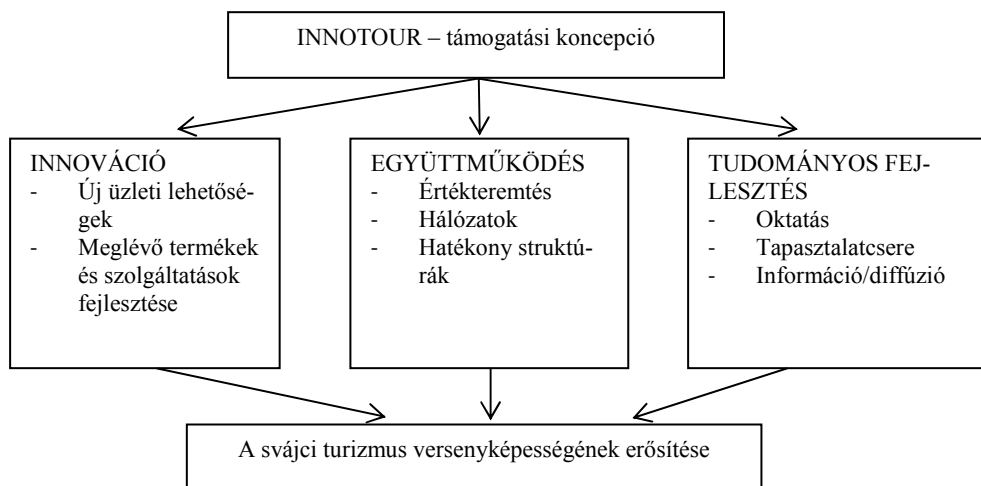 INNOTOUR – támogatási koncepció
INNOVÁCIÓ
- Új üzleti lehetősé-
gek
- Meglévő termékek
és szolgáltatások
fejlesztése
EGYÜTTMŰKÖDÉS
- Értékteremtés
- Hálózatok
- Hatékony struktú-
rák
TUDOMÁNYOS FEJ-
LESZTÉS
- Oktatás
- Tapasztalatcsere
- Információ/diffúzió
A svájci turizmus versenyképességének erősítése